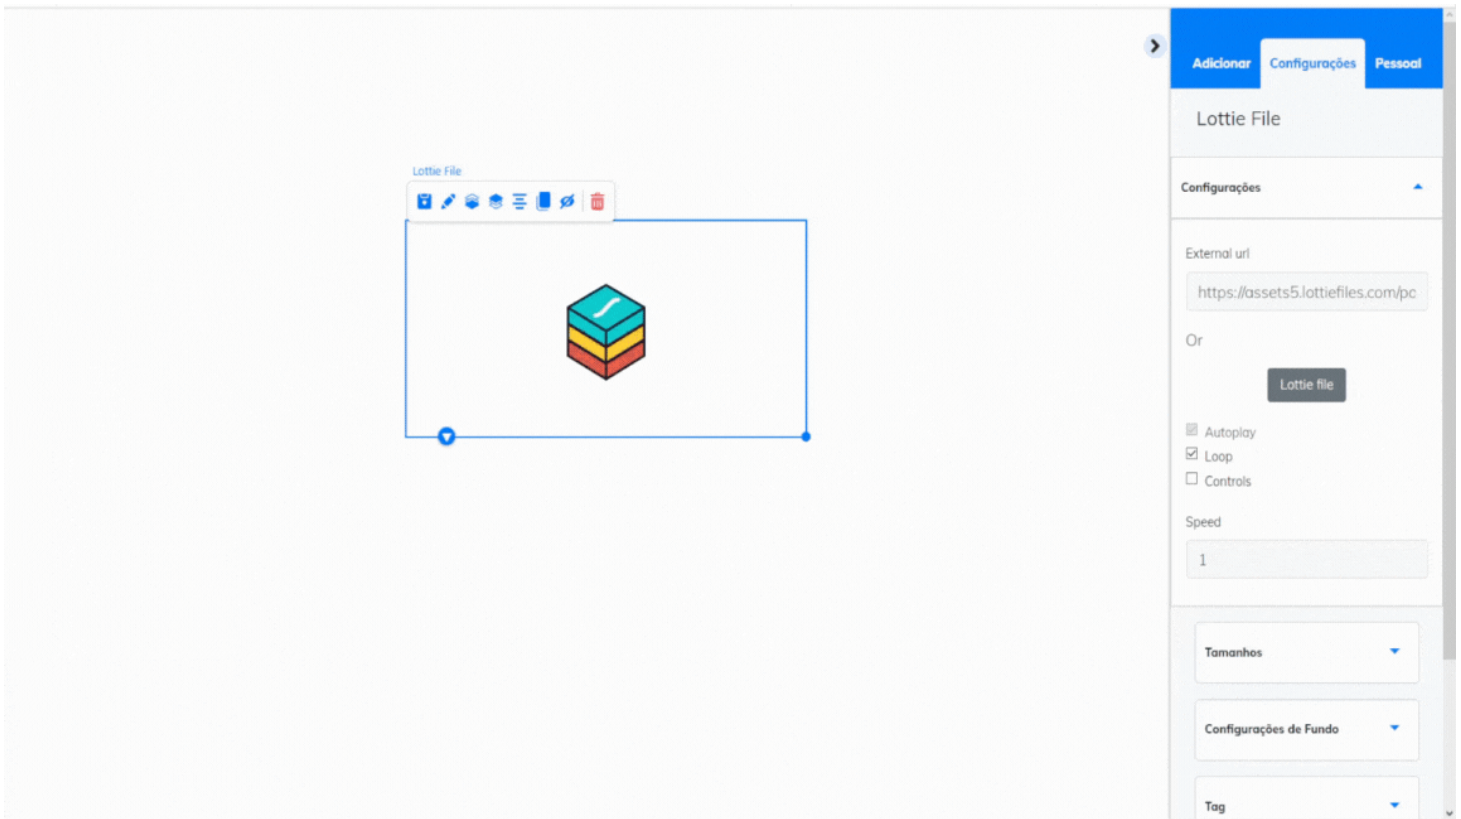 Adicionar Configurações Pessoal
Lottie File
Lottie File
Configurações
External url
https://assets5.lottiefiles.com/pc
Or
Lottie file
Autoplay
Loop
Controls
Speed
1
Tamanhos
Configurações de Fundo
Tag